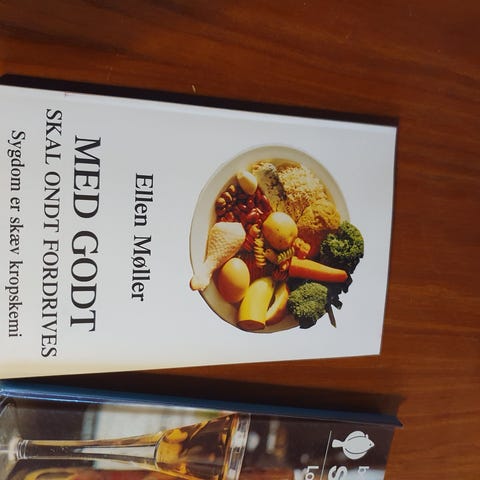 Ellen Møller
MED GODT
SKAL ONDT FORDRIVES
Sygdom er skæv kropskemi